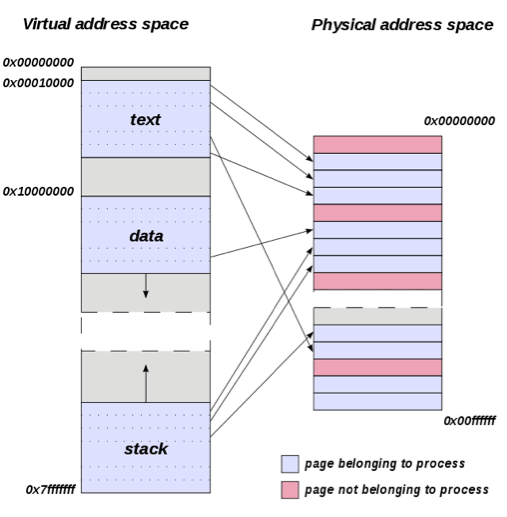 Virtual address space
Physical address space
0x00000000
0x00010000
text
0x00000000
0x10000000
data
stack
0x00ffffff
page belonging to process
page not belonging to process
0x7fffffff